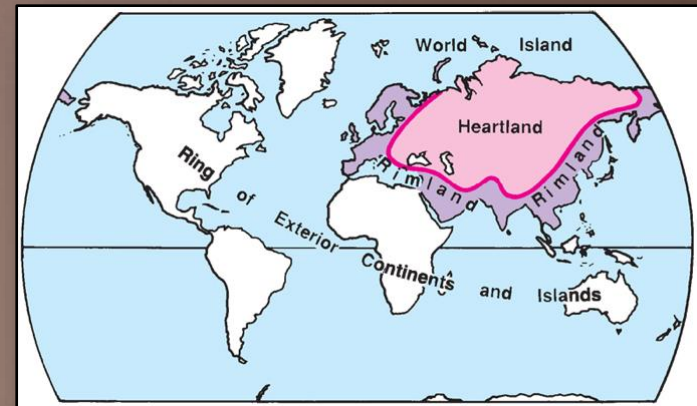 World Island
Heartland
Rimland
Rimland
Ring of Exterior Continents and Islands